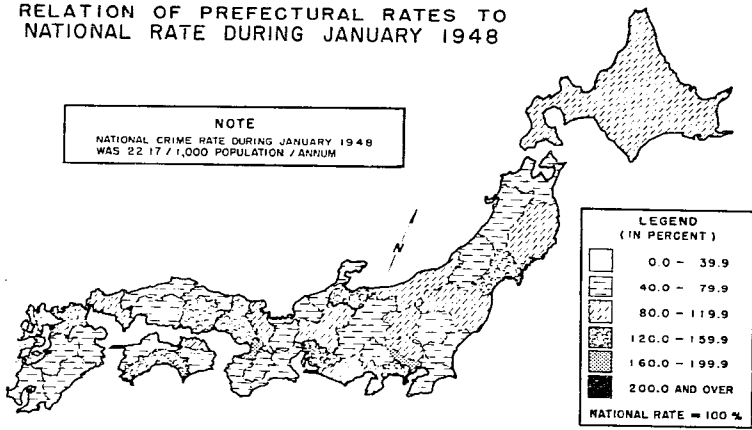 RELATION OF PREFECTURAL RATES TO
NATIONAL RATE DURING JANUARY 1948
NOTE
NATIONAL CRIME RATE DURING JANUARY 1948
WAS 22.17 / 1,000 POPULATION / ANNUM
N
LEGEND
(IN PERCENT)
0.0 - 39.9
40.0 - 79.9
80.0 - 119.9
120.0 - 159.9
160.0 - 199.9
200.0 AND OVER
NATIONAL RATE = 100 %